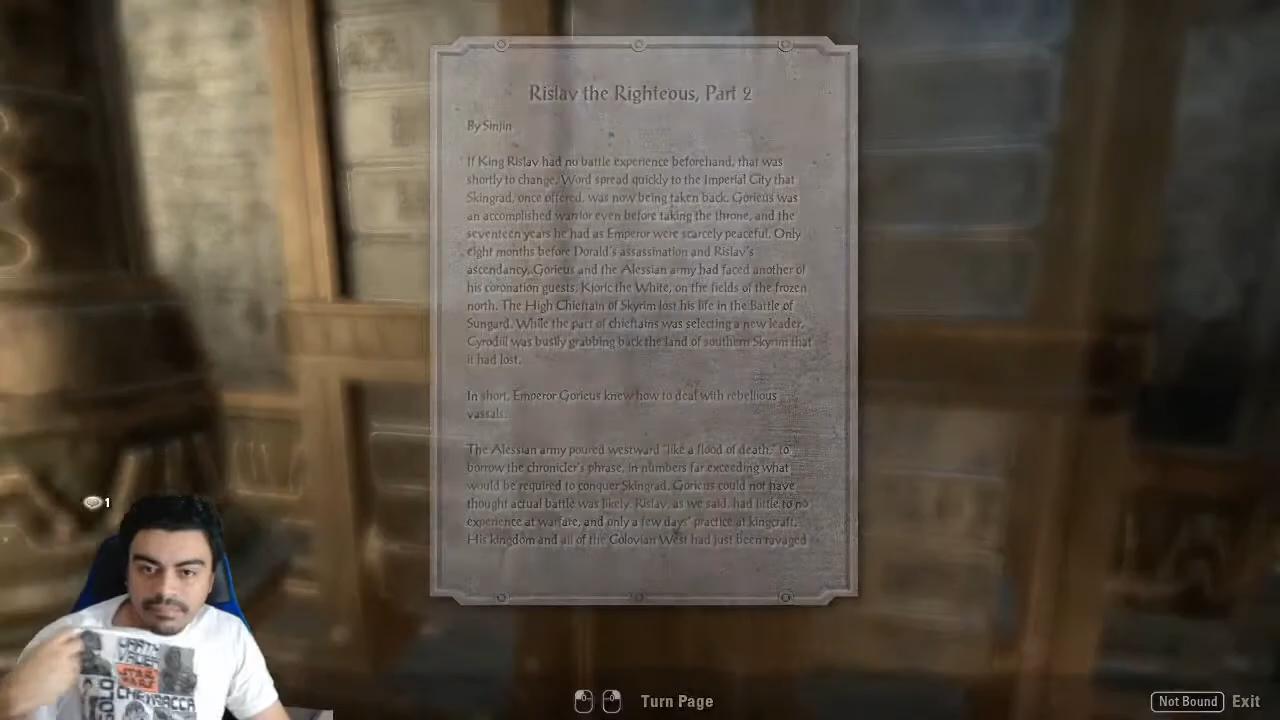 Rislav the Righteous, Part 2
By Sinjin
If King Rislav had no battle experience beforehand, that was
shortly to change. Word spread quickly to the Imperial City that
Skingrad, once offered, was now being taken back. Gorieus was
an accomplished warrior even before taking the throne, and the
seventeen years he had as Emperor were scarcely peaceful. Only
eight months before Dorald's assassination and Rislav's
ascendancy, Gorieus and the Alessian army had faced another of
his coronation guests, Kjoric the White, on the fields of the frozen
north. The High Chieftain of Skyrim lost his life in the Battle of
Sungard. While the pact of chieftains was selecting a new leader,
Cyrodiil was busily grabbing back the land of southern Skyrim that
it had lost.
In short, Emperor Gorieus knew how to deal with rebellious
vassals.
The Alessian army poured westward "like a flood of death," to
borrow the chronicler's phrase, in numbers far exceeding what
would be required to conquer Skingrad. Gorieus could not have
thought actual battle was likely. Rislav, as we said, had little to no
experience at warfare, and only a few days' practice at kingcraft.
His kingdom and all of the Colovian West had just been ravaged
1
DARTH
VADER
STAR
WARS
CHEWBACCA
SOLO
Turn Page
Not Bound Exit